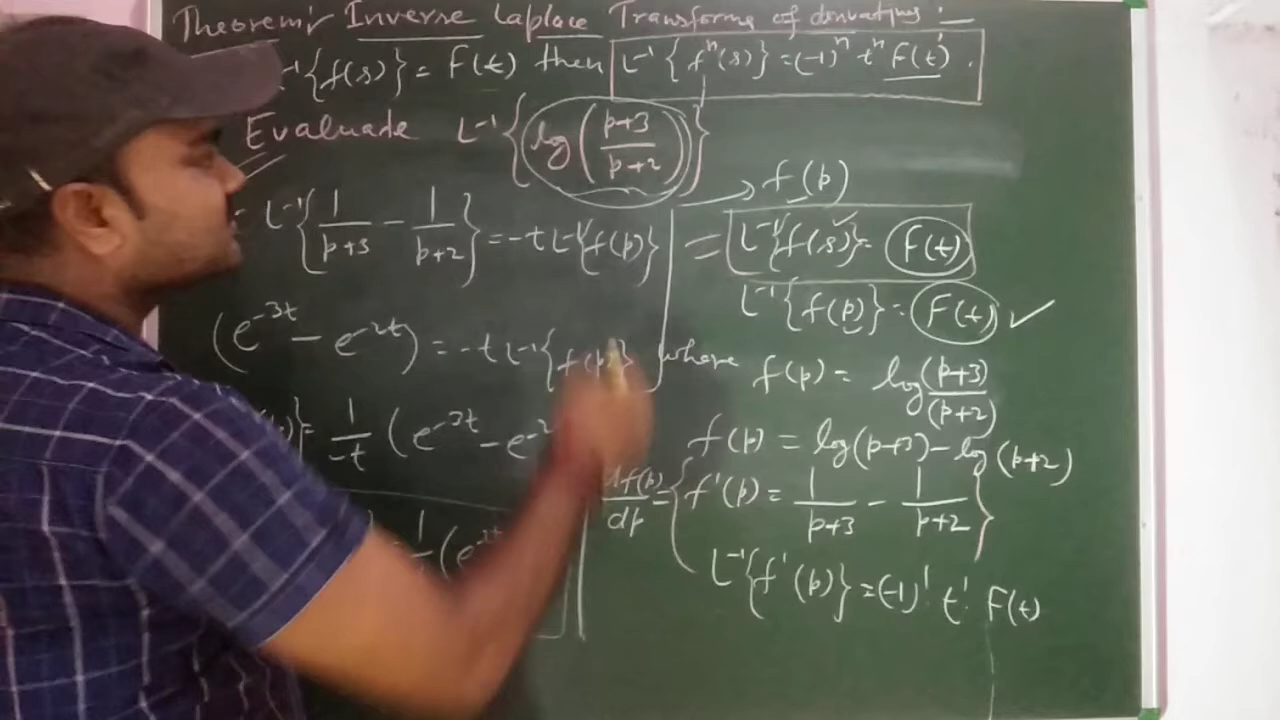 Theorem:- Inverse Laplace Transforms of derivatives :-
L⁻¹{f(s)} = F(t) then L⁻¹{fⁿ(s)} = (-1)ⁿ tⁿ F(t).
Evaluate L⁻¹{log((p+3)/(p+2))}
→ f(p)
L⁻¹{1/(p+3) - 1/(p+2)} = -t L⁻¹{f(p)}
(e^-3t - e^-2t) = -t L⁻¹{f(p)}
= 1/-t (e^-3t - e^-2
(e^-2t
= L⁻¹{f(s)} = F(t)
L⁻¹{f(p)} = F(t) ✓
where f(p) = log (p+3)/(p+2)
f(p) = log(p+3) - log(p+2)
df(p)/dp = {f'(p) = 1/(p+3) - 1/(p+2)}
L⁻¹{f'(p)} = (-1)¹ t¹. F(t)